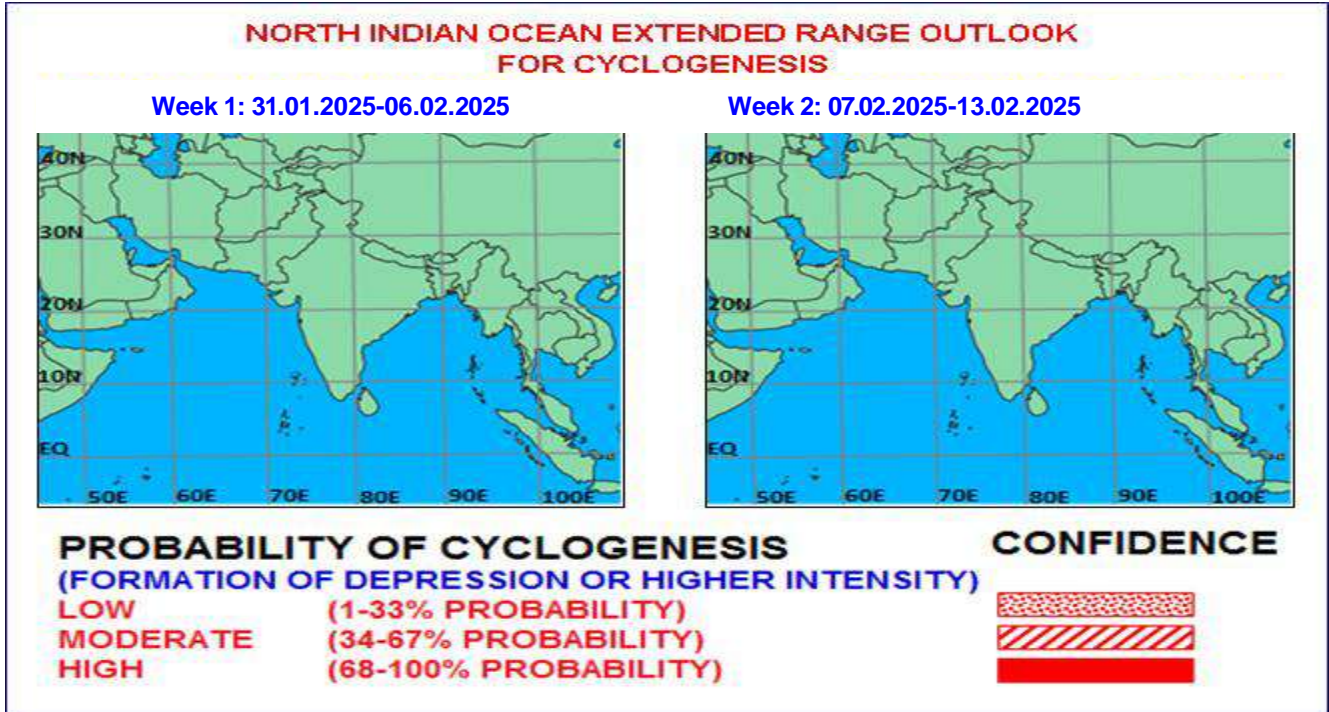 NORTH INDIAN OCEAN EXTENDED RANGE OUTLOOK
FOR CYCLOGENESIS
Week 1: 31.01.2025-06.02.2025
Week 2: 07.02.2025-13.02.2025
40N
30N
20N
10N
EQ
50E 60E 70E 80E 90E 100E
40N
30N
20N
10N
EQ
50E 60E 70E 80E 90E 100E
PROBABILITY OF CYCLOGENESIS
CONFIDENCE
(FORMATION OF DEPRESSION OR HIGHER INTENSITY)
LOW (1-33% PROBABILITY)
MODERATE (34-67% PROBABILITY)
HIGH (68-100% PROBABILITY)